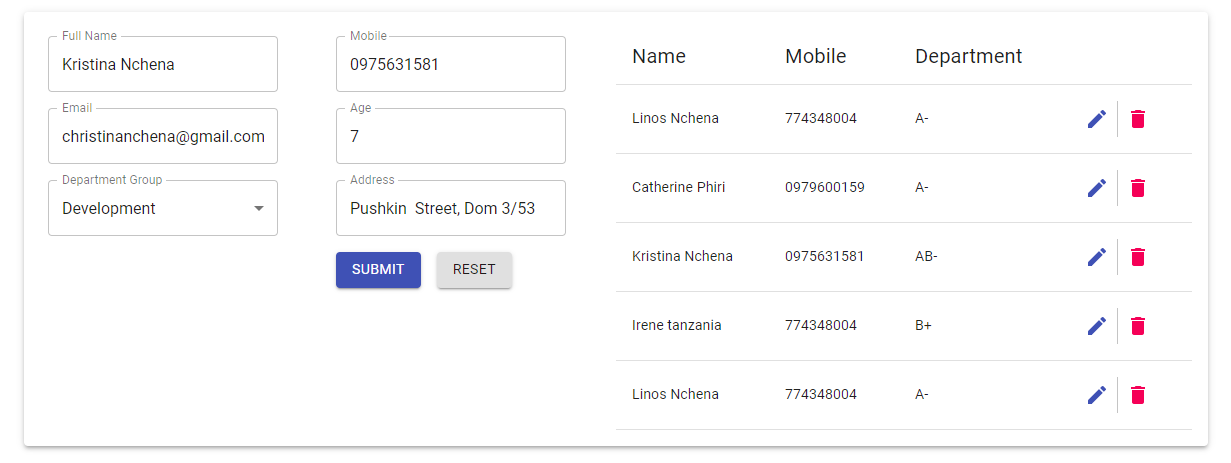 Full Name
Kristina Nchena
Mobile
0975631581
Email
christinanchena@gmail.com
Age
7
Department Group
Development
Address
Pushkin  Street, Dom 3/53
SUBMIT RESET
Name Mobile Department
Linos Nchena 774348004 A-
Catherine Phiri 0979600159 A-
Kristina Nchena 0975631581 AB-
Irene tanzania 774348004 B+
Linos Nchena 774348004 A-